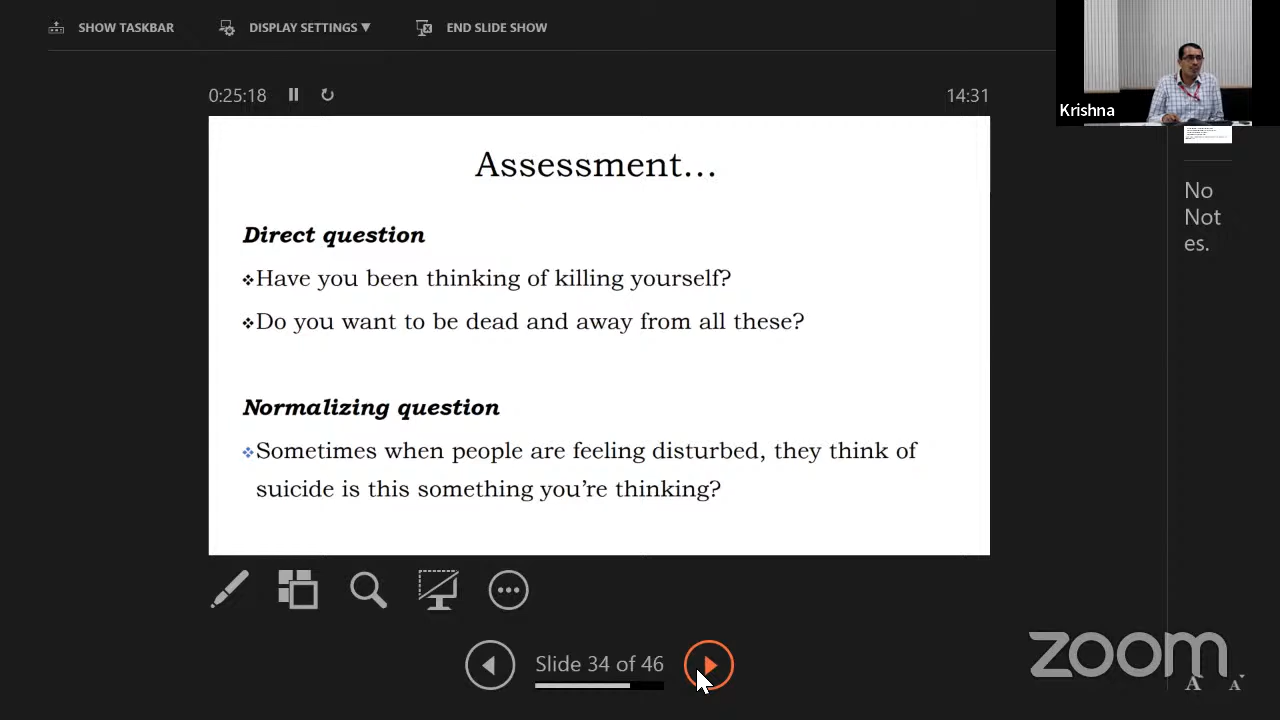 SHOW TASKBAR
DISPLAY SETTINGS ▼
END SLIDE SHOW
Krishna
0:25:18
14:31
Assessment...
Direct question
❖Have you been thinking of killing yourself?
❖Do you want to be dead and away from all these?
Normalizing question
❖Sometimes when people are feeling disturbed, they think of
suicide is this something you're thinking?
No
Not
es.
Slide 34 of 46
zoom
A
A